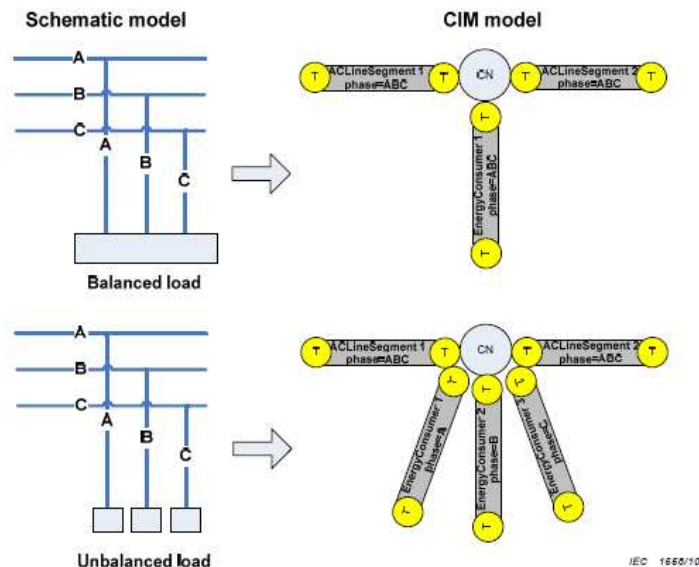 Schematic model
CIM model
A
B
C
A
B
C
Balanced load
T
ACLineSegment 1
phase=ABC
T
CN
T
ACLineSegment 2
phase=ABC
T
T
EnergyConsumer 1
phase=ABC
T
A
B
C
A
B
C
Unbalanced load
T
ACLineSegment 1
phase=ABC
T
CN
T
ACLineSegment 2
phase=ABC
T
T
EnergyConsumer 1
phase=A
T
T
EnergyConsumer 2
phase=B
T
T
EnergyConsumer 3
phase=C
T
IEC 1668/10